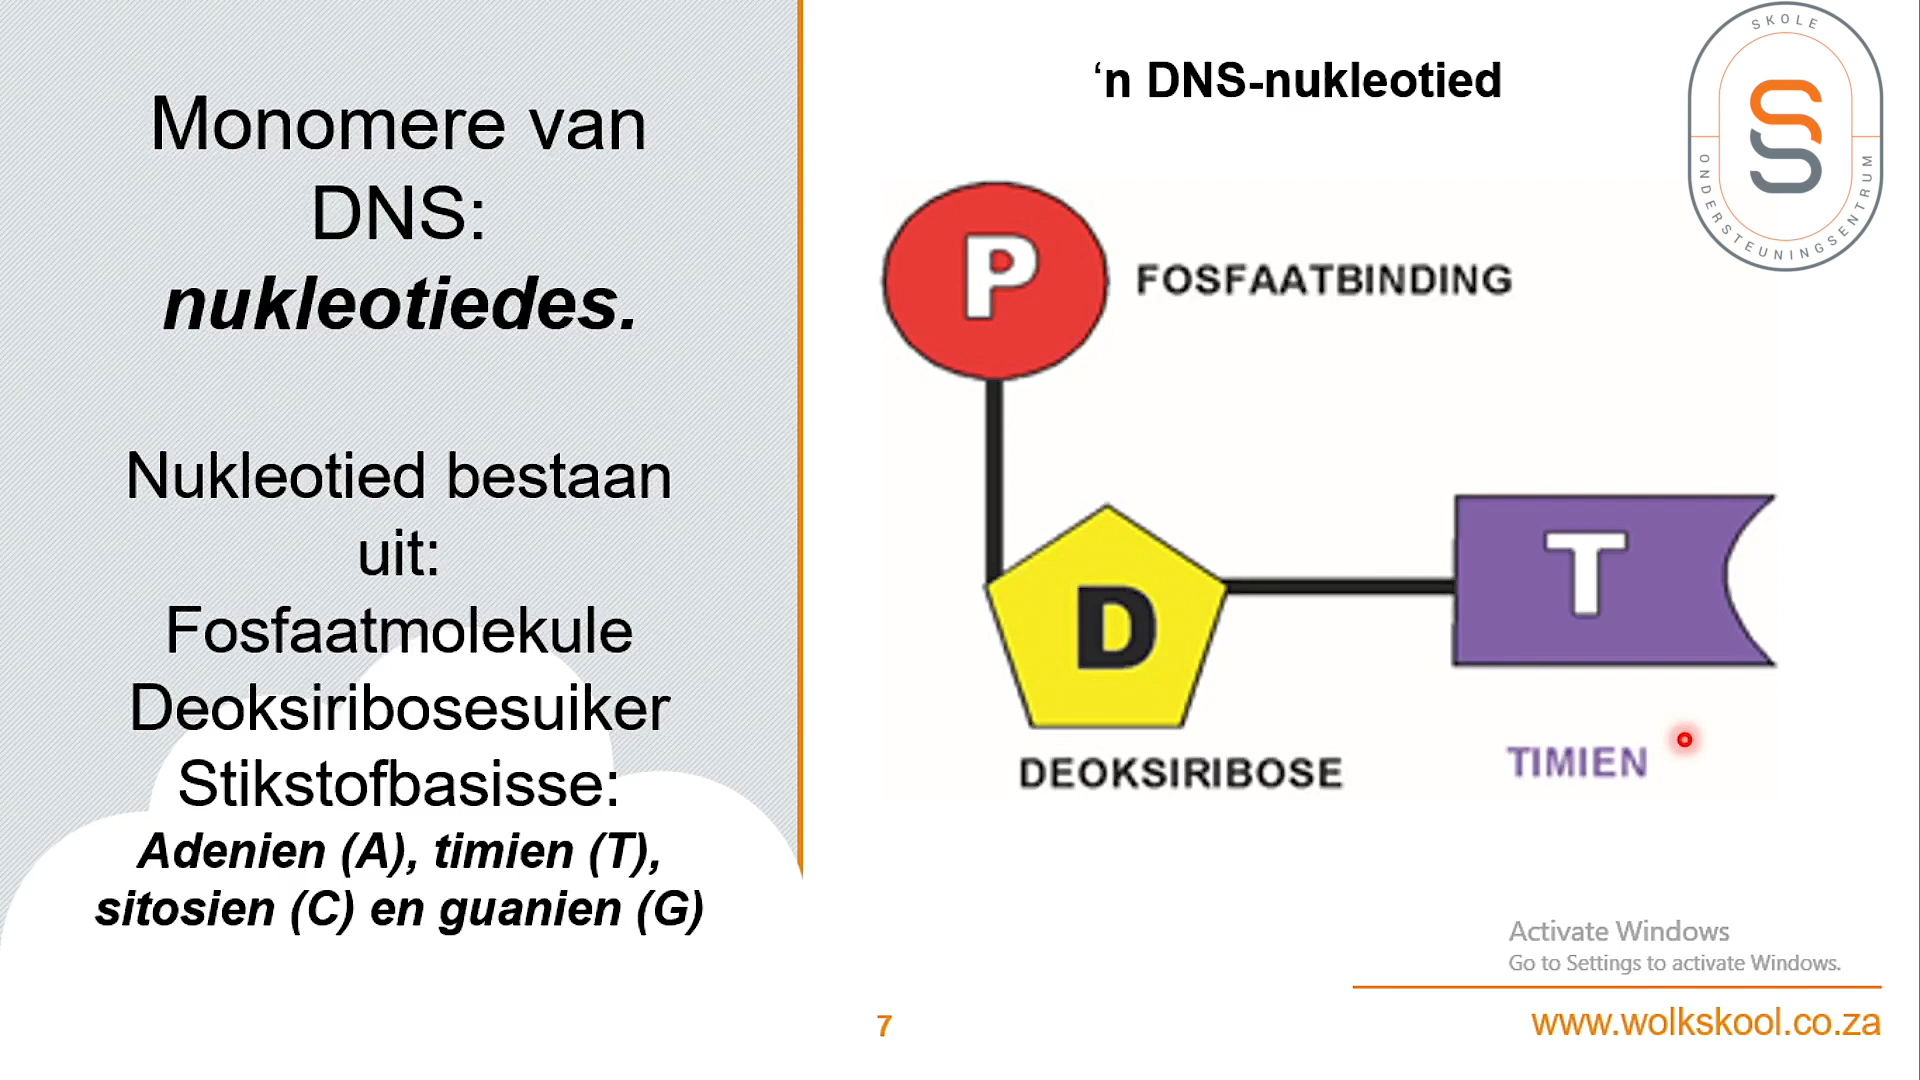 Monomere van
DNS:
nukleotiedes.
Nukleotied bestaan
uit:
Fosfaatmolekule
Deoksiribosesuiker
Stikstofbasisse:
Adenien (A), timien (T),
sitosien (C) en guanien (G)
‘n DNS-nukleotied
P
FOSFAATBINDING
D
T
DEOKSIRIBOSE
TIMIEN
SKOLE
ONDERSTEUNINGSENTRUM
Activate Windows
Go to Settings to activate Windows.
7
www.wolkskool.co.za